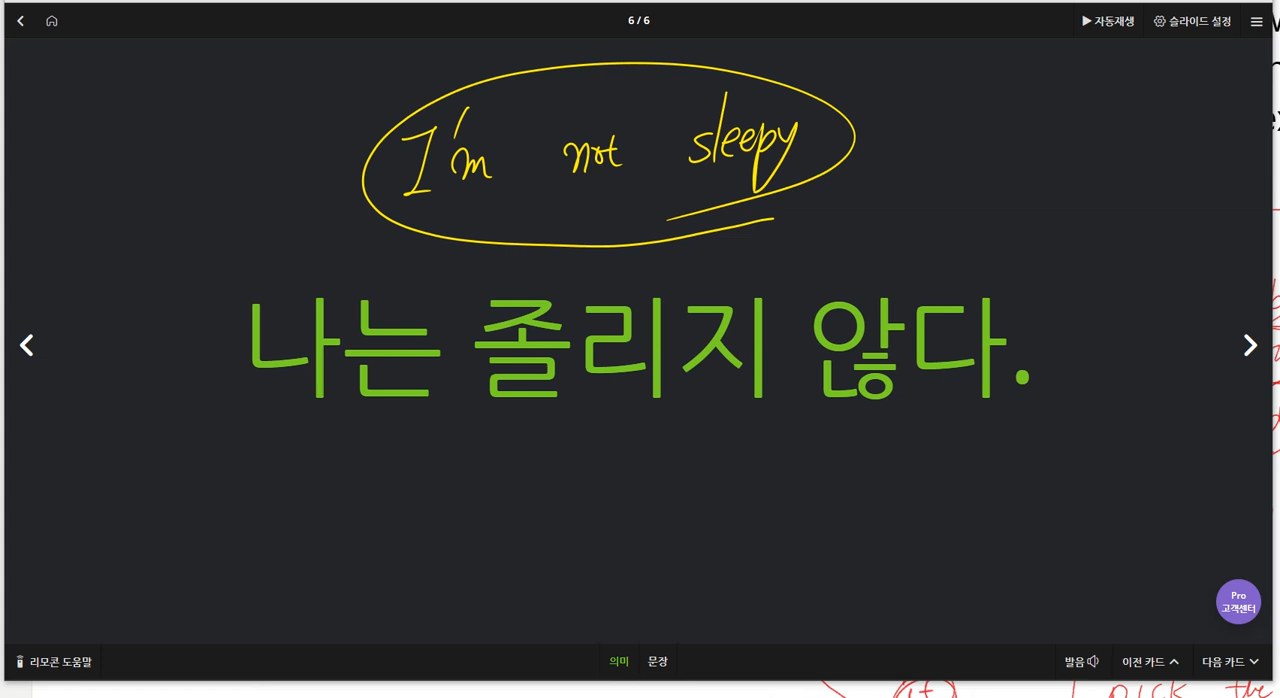 6 / 6
자동재생
슬라이드 설정
I'm not sleepy
나는 졸리지 않다.
Pro
고객센터
리모콘 도움말
의미
문장
발음
이전 카드
다음 카드
I pick the